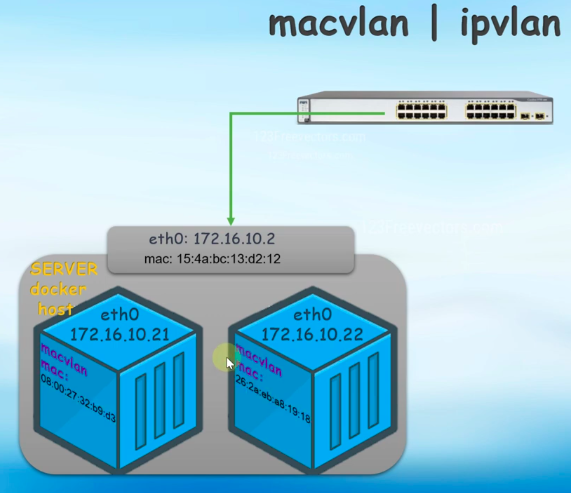 macvlan | ipvlan
eth0: 172.16.10.2
mac: 15:4a:bc:13:d2:12
SERVER
docker
host
eth0
172.16.10.21
macvlan
mac:
08:00:27:32:b9:d3
eth0
172.16.10.22
macvlan
mac:
26:2a:eb:a8:19:18